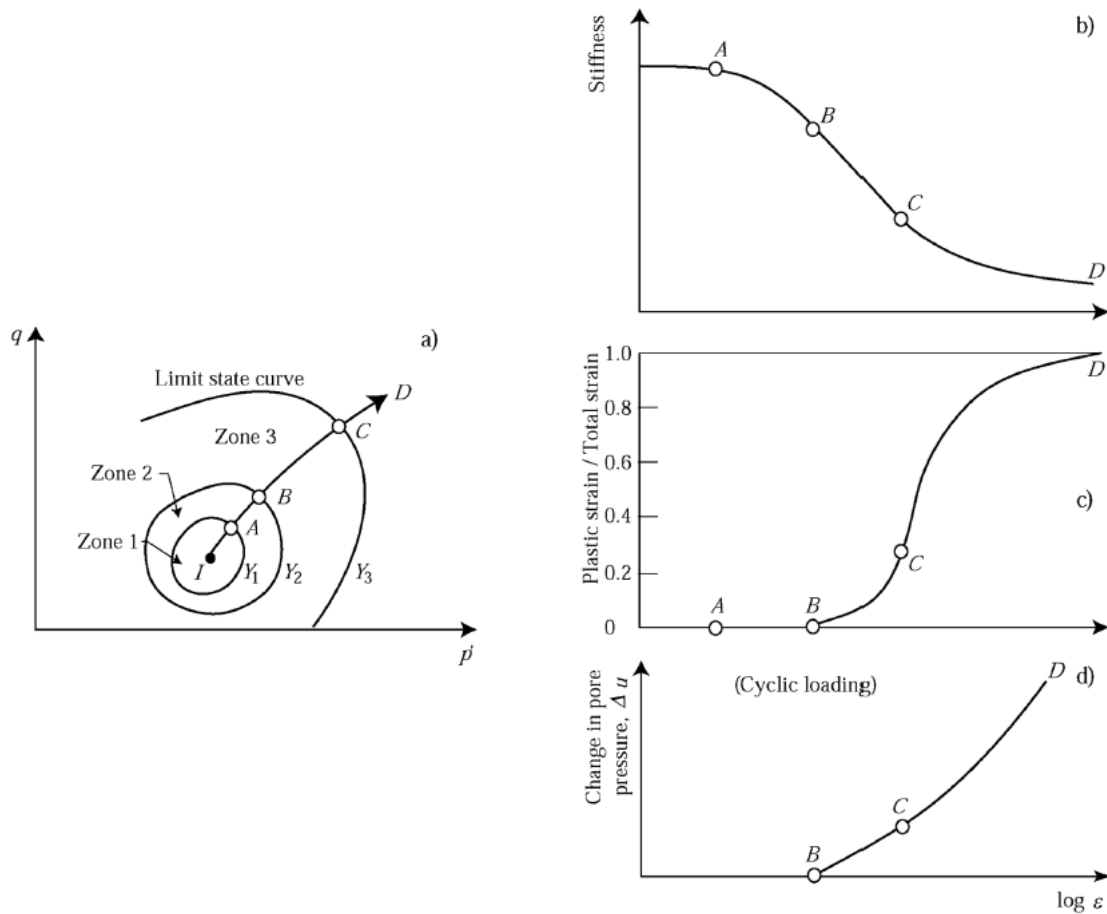 a)
q
Limit state curve
D
C
Zone 3
Zone 2
B
A
Zone 1
I
Y1
Y2
Y3
p'
b)
Stiffness
A
B
C
D
c)
Plastic strain / Total strain
1.0
0.8
0.6
0.4
0.2
0
A
B
C
D
d)
(Cyclic loading)
Change in pore
pressure, Δ u
B
C
D
log ε